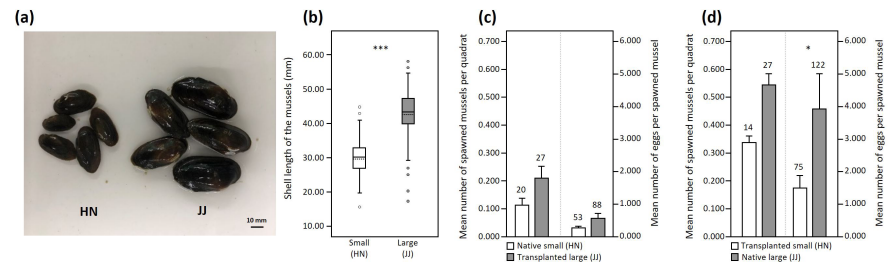 (a)
HN
JJ
10 mm
(b)
Shell length of the mussels (mm)
60.00
50.00
40.00
30.00
20.00
10.00
***
Small
(HN)
Large
(JJ)
(c)
Mean number of spawned mussels per quadrat
0.700
0.600
0.500
0.400
0.300
0.200
0.100
0.000
20
27
53
88
6.000
5.000
4.000
3.000
2.000
1.000
0.000
Mean number of eggs per spawned mussel
Native small (HN)
Transplanted large (JJ)
(d)
Mean number of spawned mussels per quadrat
0.700
0.600
0.500
0.400
0.300
0.200
0.100
0.000
14
27
*
75
122
6.000
5.000
4.000
3.000
2.000
1.000
0.000
Mean number of eggs per spawned mussel
Transplanted small (HN)
Native large (JJ)